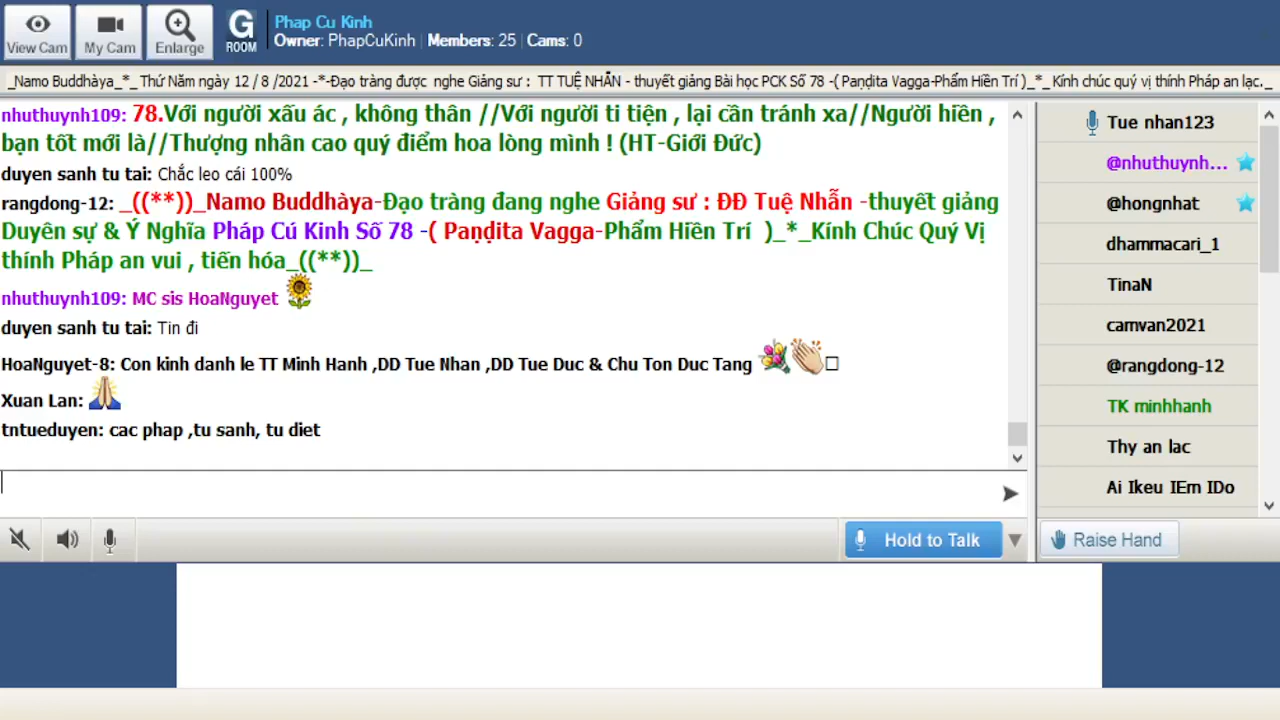 View Cam
My Cam
Enlarge
G
ROOM
Phap Cu Kinh
Owner: PhapCuKinh | Members: 25 | Cams: 0
_Namo Buddhàya_*_Thứ Năm ngày 12 / 8 /2021 -*-Đạo tràng được nghe Giảng sư : TT TUỆ NHẪN - thuyết giảng Bài học PCK Số 78 -( Paṇḍita Vagga-Phẩm Hiền Trí )_*_ Kính chúc quý vị thính Pháp an lạc._
nhuthuynh109: 78.Với người xấu ác , không thân //Với người ti tiện , lại cần tránh xa//Người hiền ,
bạn tốt mới là//Thượng nhân cao quý điểm hoa lòng mình ! (HT-Giới Đức)
duyen sanh tu tai: Chắc leo cái 100%
rangdong-12: _((**))_Namo Buddhàya-Đạo tràng đang nghe Giảng sư : ĐĐ Tuệ Nhẫn -thuyết giảng
Duyên sự & Ý Nghĩa Pháp Cú Kinh Số 78 -( Paṇḍita Vagga-Phẩm Hiền Trí )_*_Kính Chúc Quý Vị
thính Pháp an vui , tiến hóa_((**))_
nhuthuynh109: MC sis HoaNguyet
duyen sanh tu tai: Tin đi
HoaNguyet-8: Con kinh danh le TT Minh Hanh ,DD Tue Nhan ,DD Tue Duc & Chu Ton Duc Tang
Xuan Lan:
tntueduyen: cac phap ,tu sanh, tu diet
Tue nhan123
@nhuthuynh...
@hongnhat
dhammacari_1
TinaN
camvan2021
@rangdong-12
TK minhhanh
Thy an lac
Ai Ikeu IEm IDo
Hold to Talk
Raise Hand